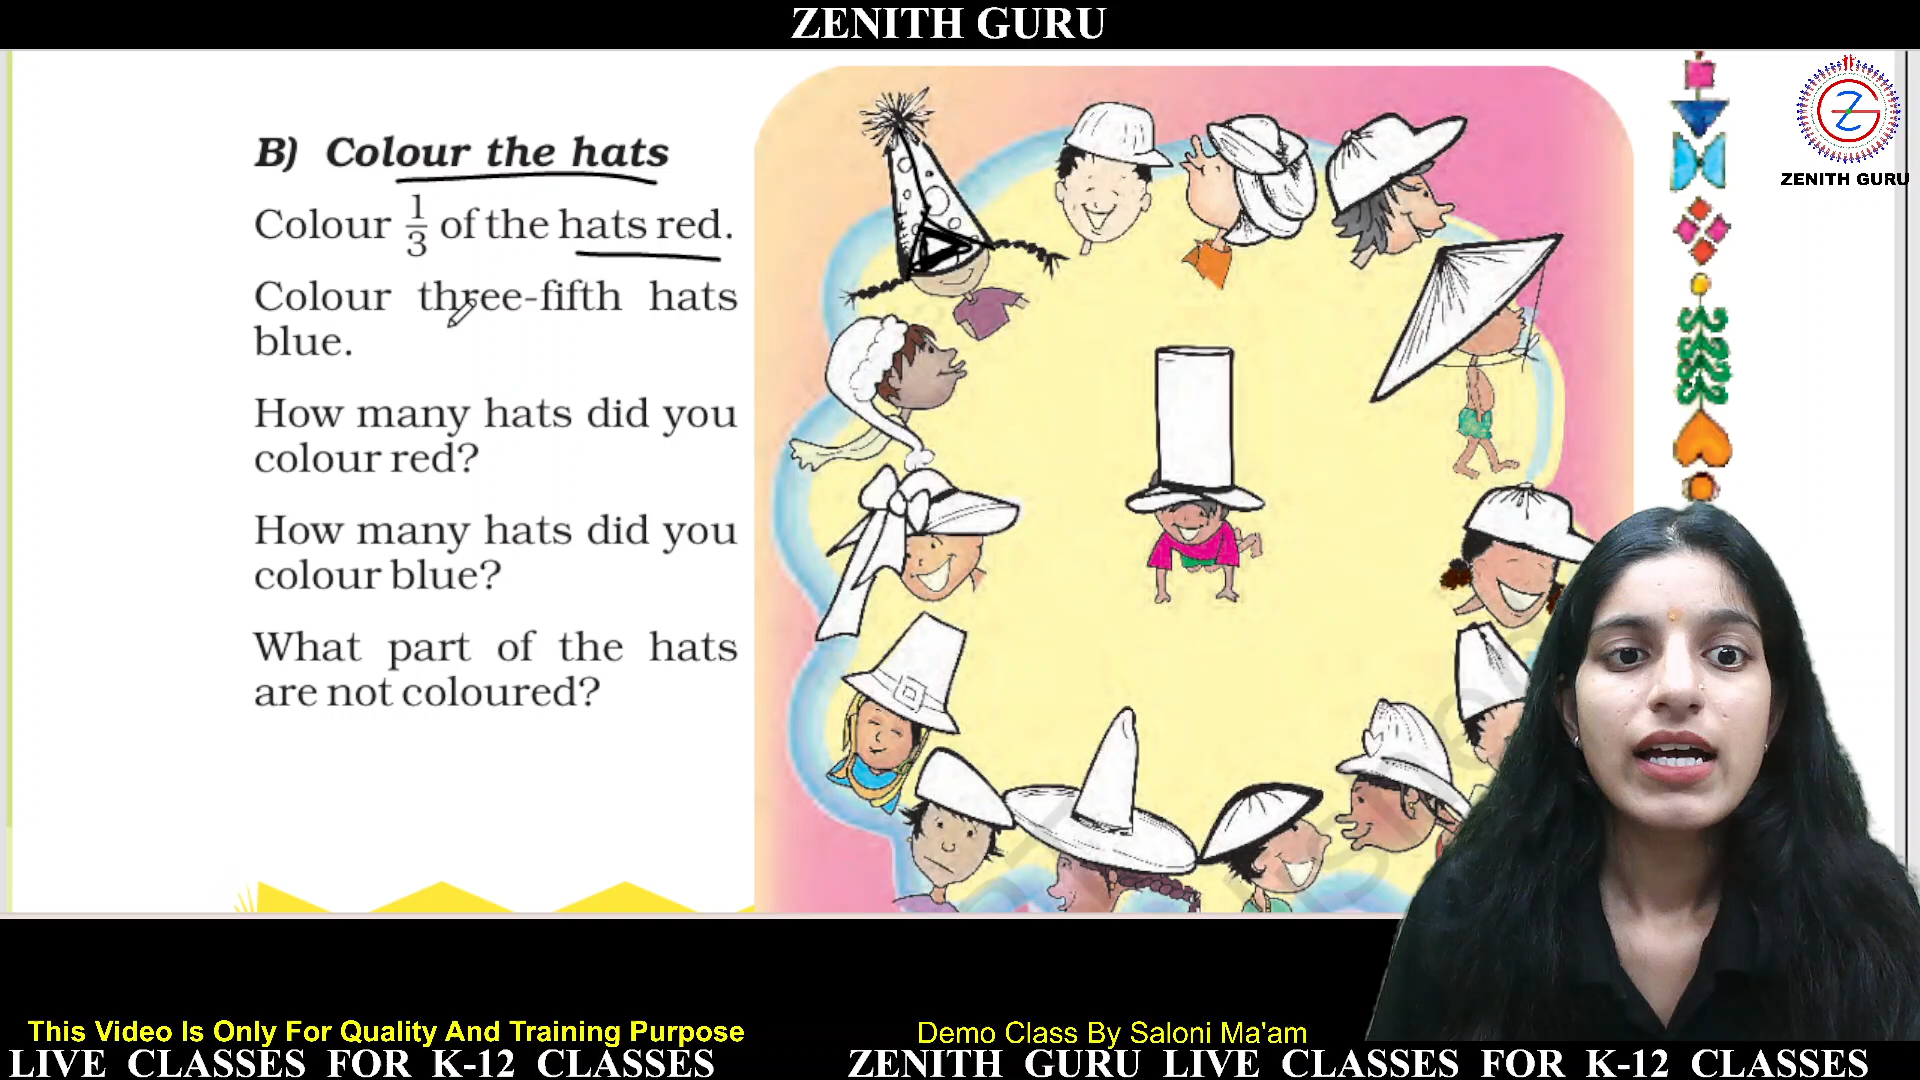 ZENITH GURU
ZENITH GURU
B) Colour the hats
Colour 1/3 of the hats red.
Colour three-fifth hats
blue.
How many hats did you
colour red?
How many hats did you
colour blue?
What part of the hats
are not coloured?
This Video Is Only For Quality And Training Purpose
Demo Class By Saloni Ma'am
LIVE CLASSES FOR K-12 CLASSES
ZENITH GURU LIVE CLASSES FOR K-12 CLASSES